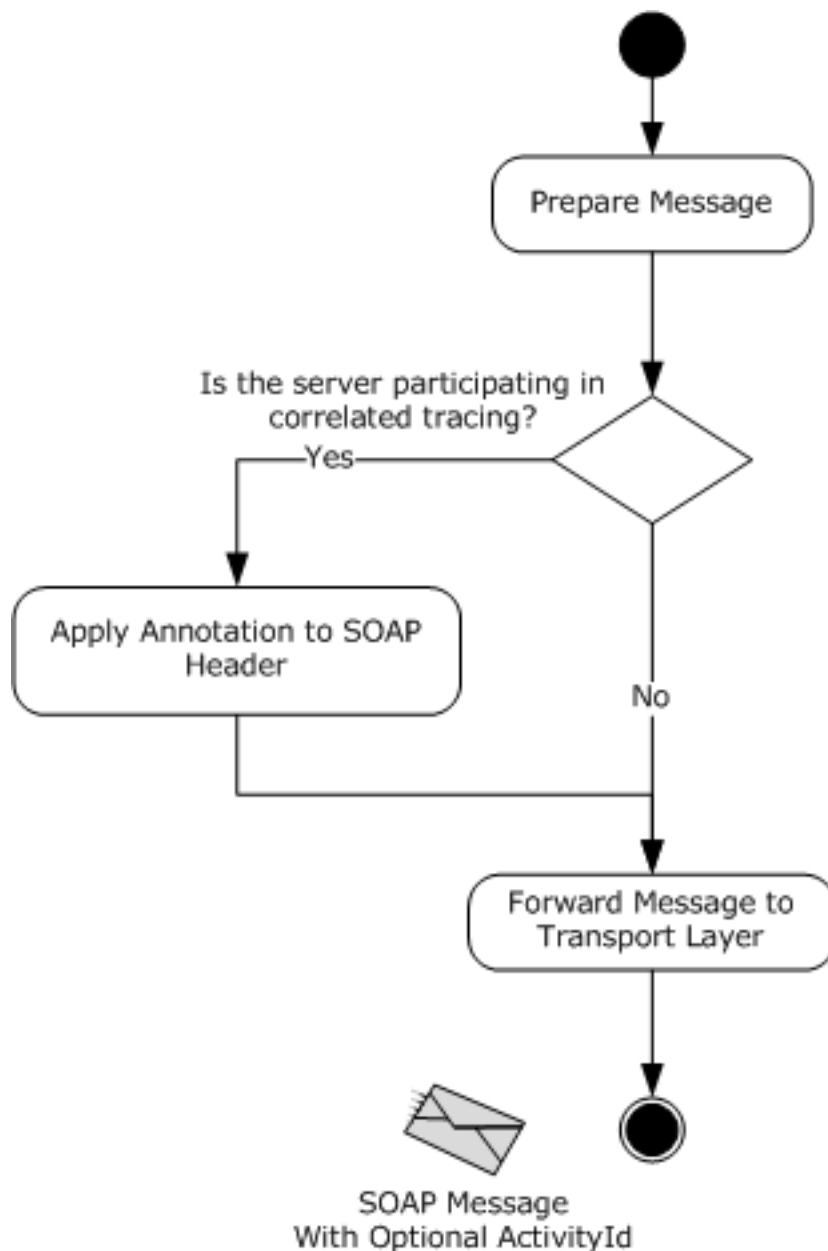 Prepare Message
Is the server participating in
correlated tracing?
Yes
Apply Annotation to SOAP
Header
No
Forward Message to
Transport Layer
SOAP Message
With Optional ActivityId